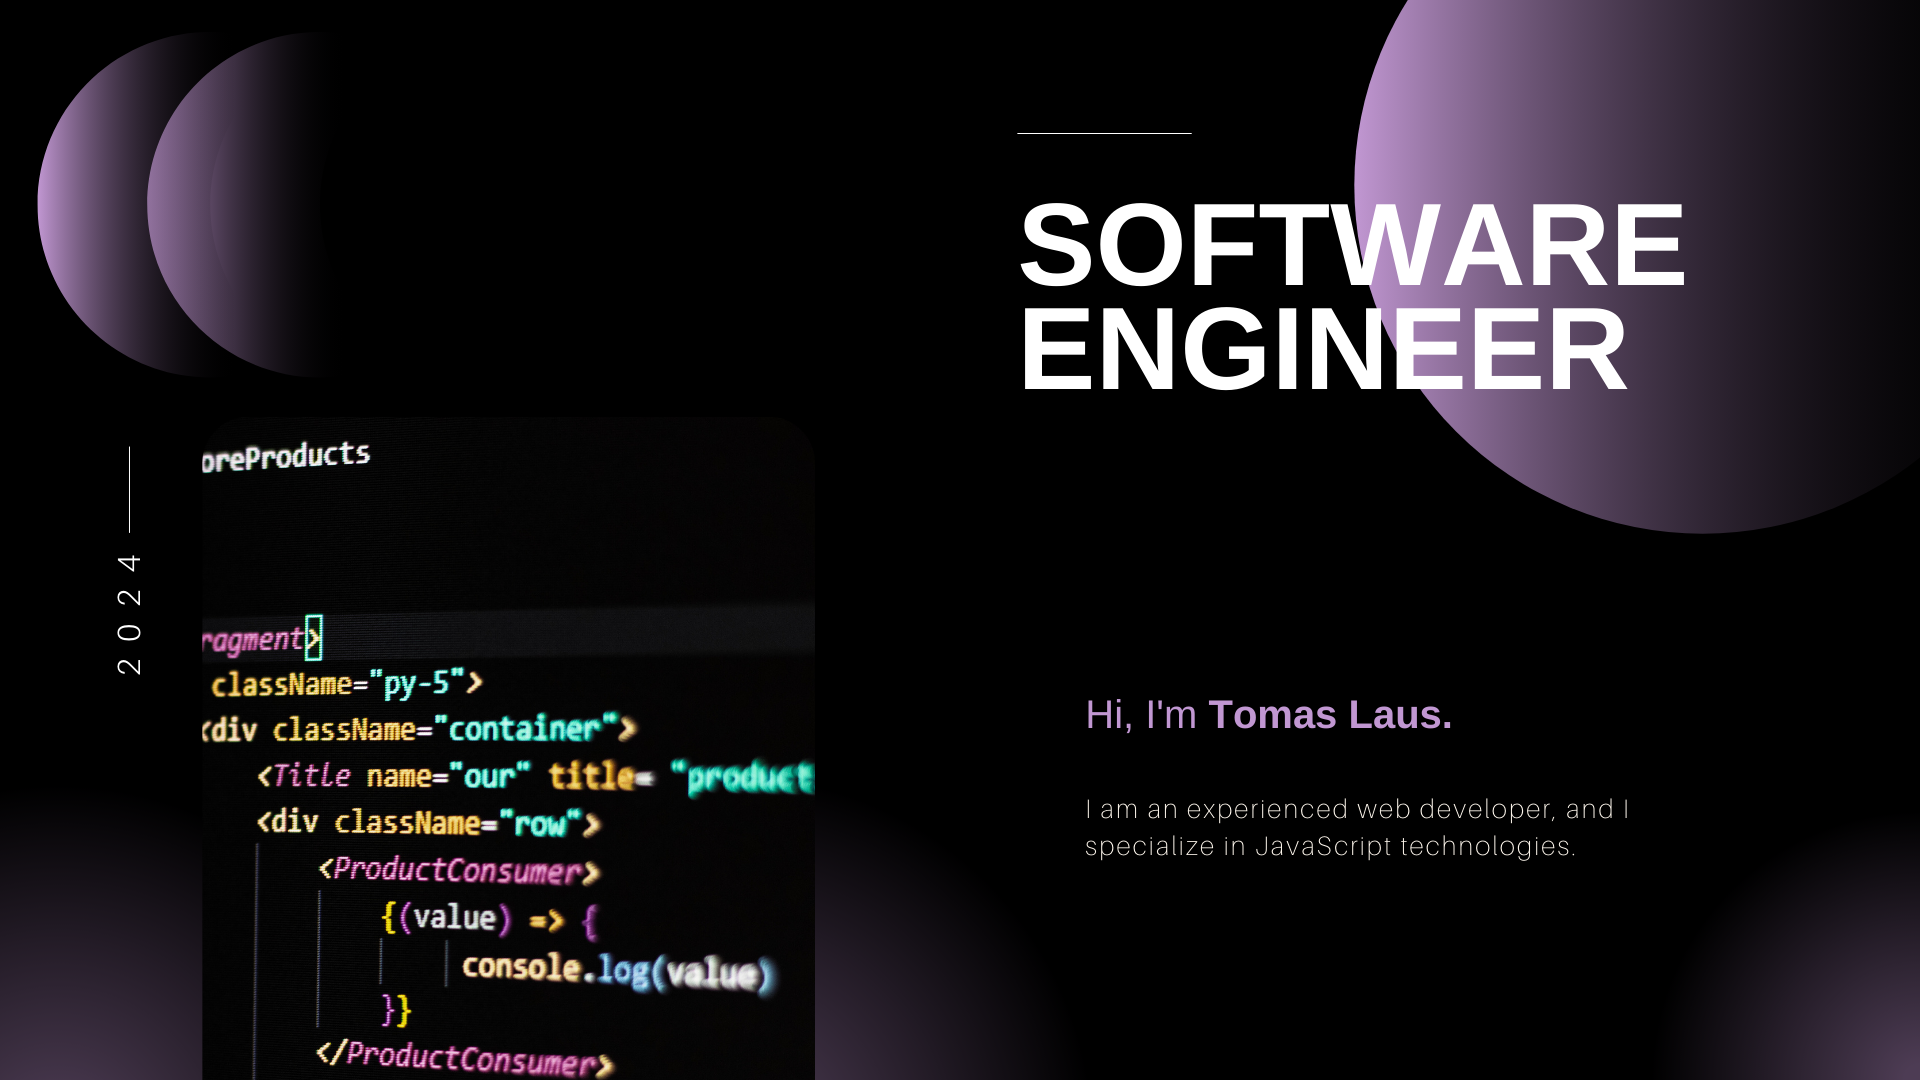 SOFTWARE
ENGINEER
2024
oreProducts
ragment>
className="py-5">
<div className="container">
<Title name="our" title= "product
<div className="row">
<ProductConsumer>
{(value) => {
console.log(value)
}}
</ProductConsumer>
Hi, I'm Tomas Laus.
I am an experienced web developer, and I
specialize in JavaScript technologies.